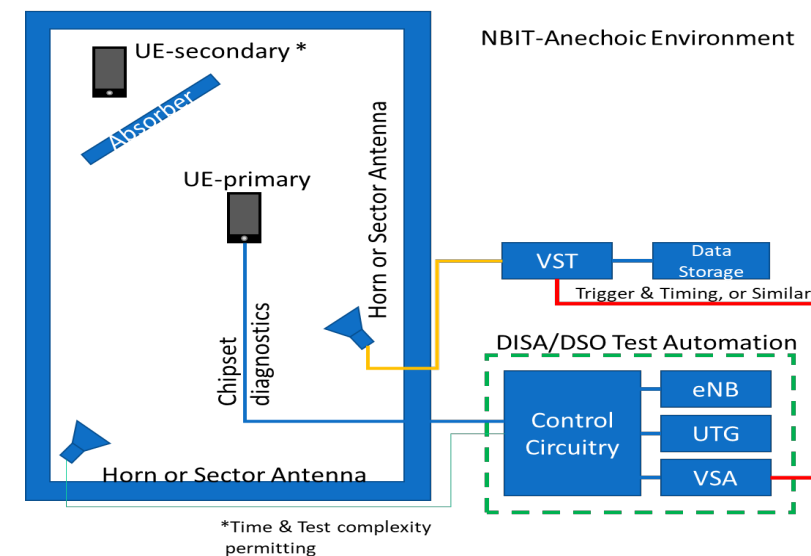 NBIT-Anechoic Environment
UE-secondary *
Absorber
UE-primary
Horn or Sector Antenna
Chipset
diagnostics
Horn or Sector Antenna
VST
Data
Storage
Trigger & Timing, or Similar
DISA/DSO Test Automation
Control
Circuitry
eNB
UTG
VSA
*Time & Test complexity
permitting